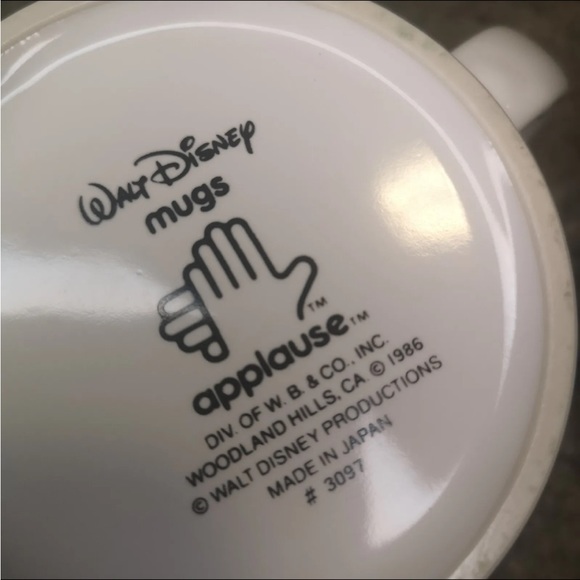 Walt Disney
mugs
TM
applause TM
DIV. OF W. B. & CO., INC.
WOODLAND HILLS, CA. © 1986
© WALT DISNEY PRODUCTIONS
MADE IN JAPAN
# 3097